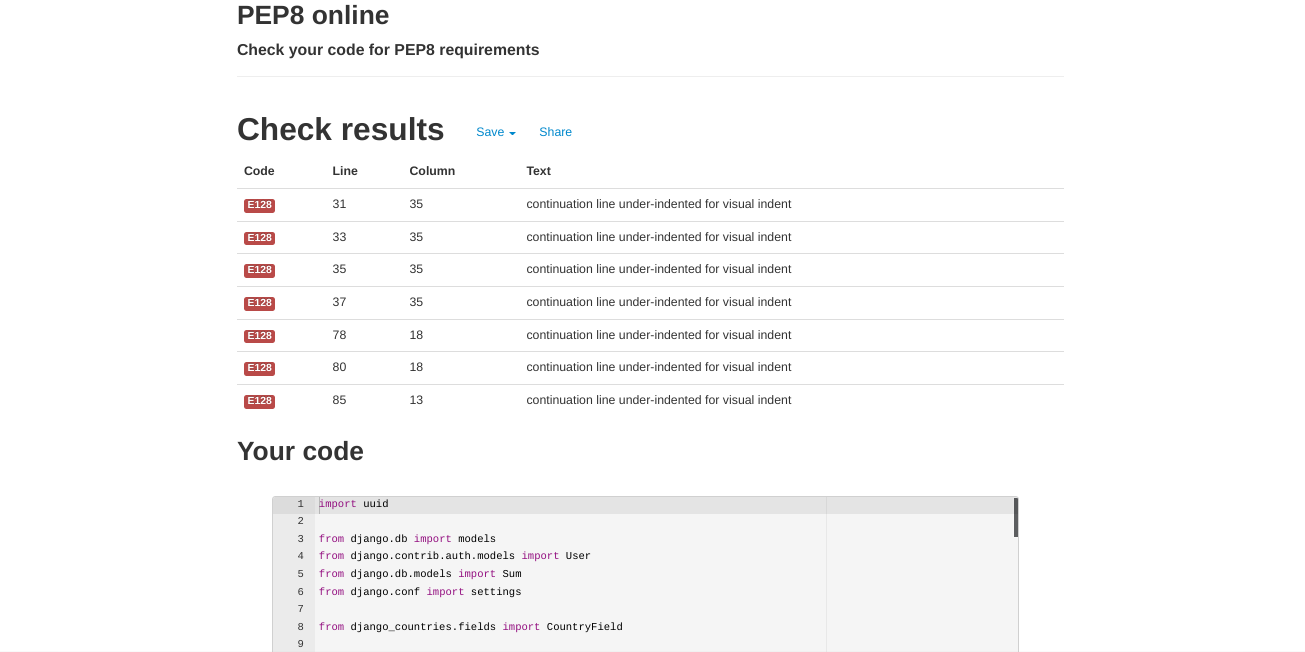 PEP8 online
Check your code for PEP8 requirements
Check results Save Share
Code Line Column Text
E128 31 35 continuation line under-indented for visual indent
E128 33 35 continuation line under-indented for visual indent
E128 35 35 continuation line under-indented for visual indent
E128 37 35 continuation line under-indented for visual indent
E128 78 18 continuation line under-indented for visual indent
E128 80 18 continuation line under-indented for visual indent
E128 85 13 continuation line under-indented for visual indent
Your code
1 import uuid
2
3 from django.db import models
4 from django.contrib.auth.models import User
5 from django.db.models import Sum
6 from django.conf import settings
7
8 from django_countries.fields import CountryField
9